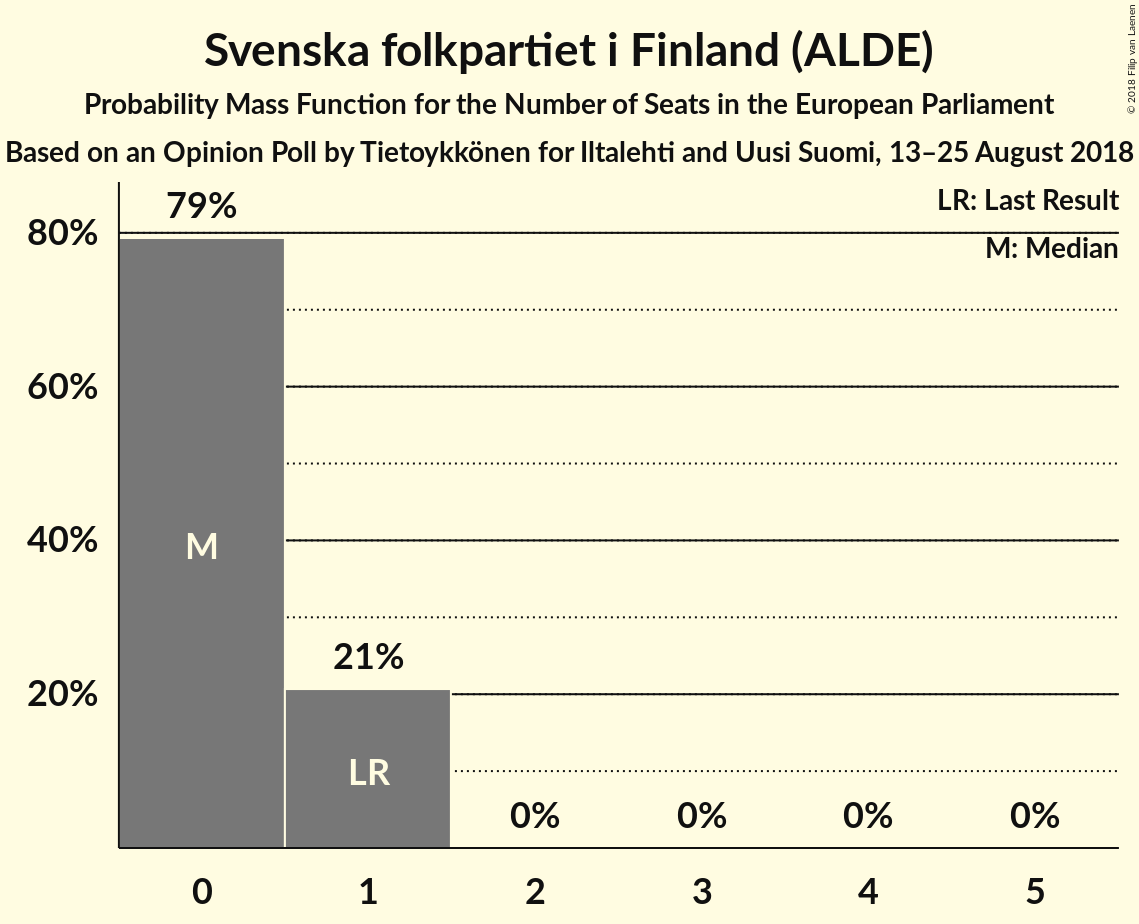 Svenska folkpartiet i Finland (ALDE)
Probability Mass Function for the Number of Seats in the European Parliament
Based on an Opinion Poll by Tietoykkönen for Iltalehti and Uusi Suomi, 13–25 August 2018
© 2018 Filip van Laenen
LR: Last Result
M: Median
79%
80%
60%
40%
20%
M
21%
LR
0%
0%
0%
0%
0
1
2
3
4
5